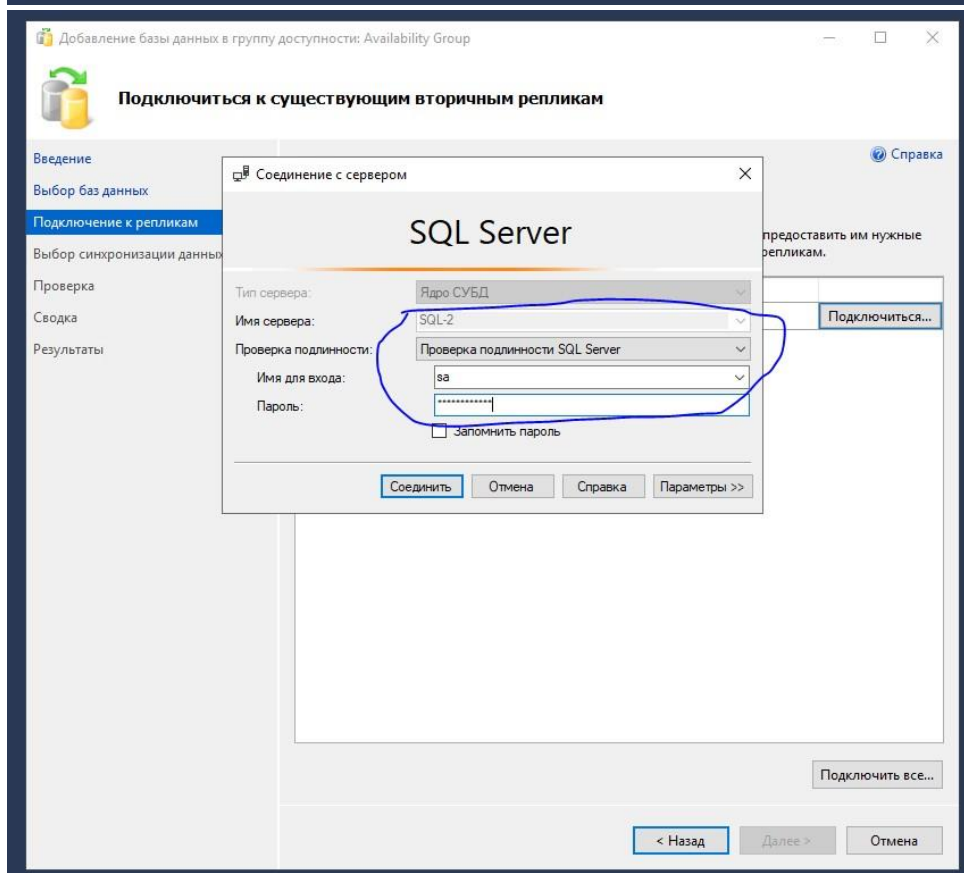 Добавление базы данных в группу доступности: Availability Group
Подключиться к существующим вторичным репликам
Введение
Справка
Выбор баз данных
Подключение к репликам
Выбор синхронизации данных
Проверка
Сводка
Результаты
предоставить им нужные
репликам.
Подключиться...
Соединение с сервером
SQL Server
Тип сервера:
Ядро СУБД
Имя сервера:
SQL-2
Проверка подлинности:
Проверка подлинности SQL Server
Имя для входа:
sa
Пароль:
************
Запомнить пароль
Соединить
Отмена
Справка
Параметры >>
Подключить все...
< Назад
Далее >
Отмена